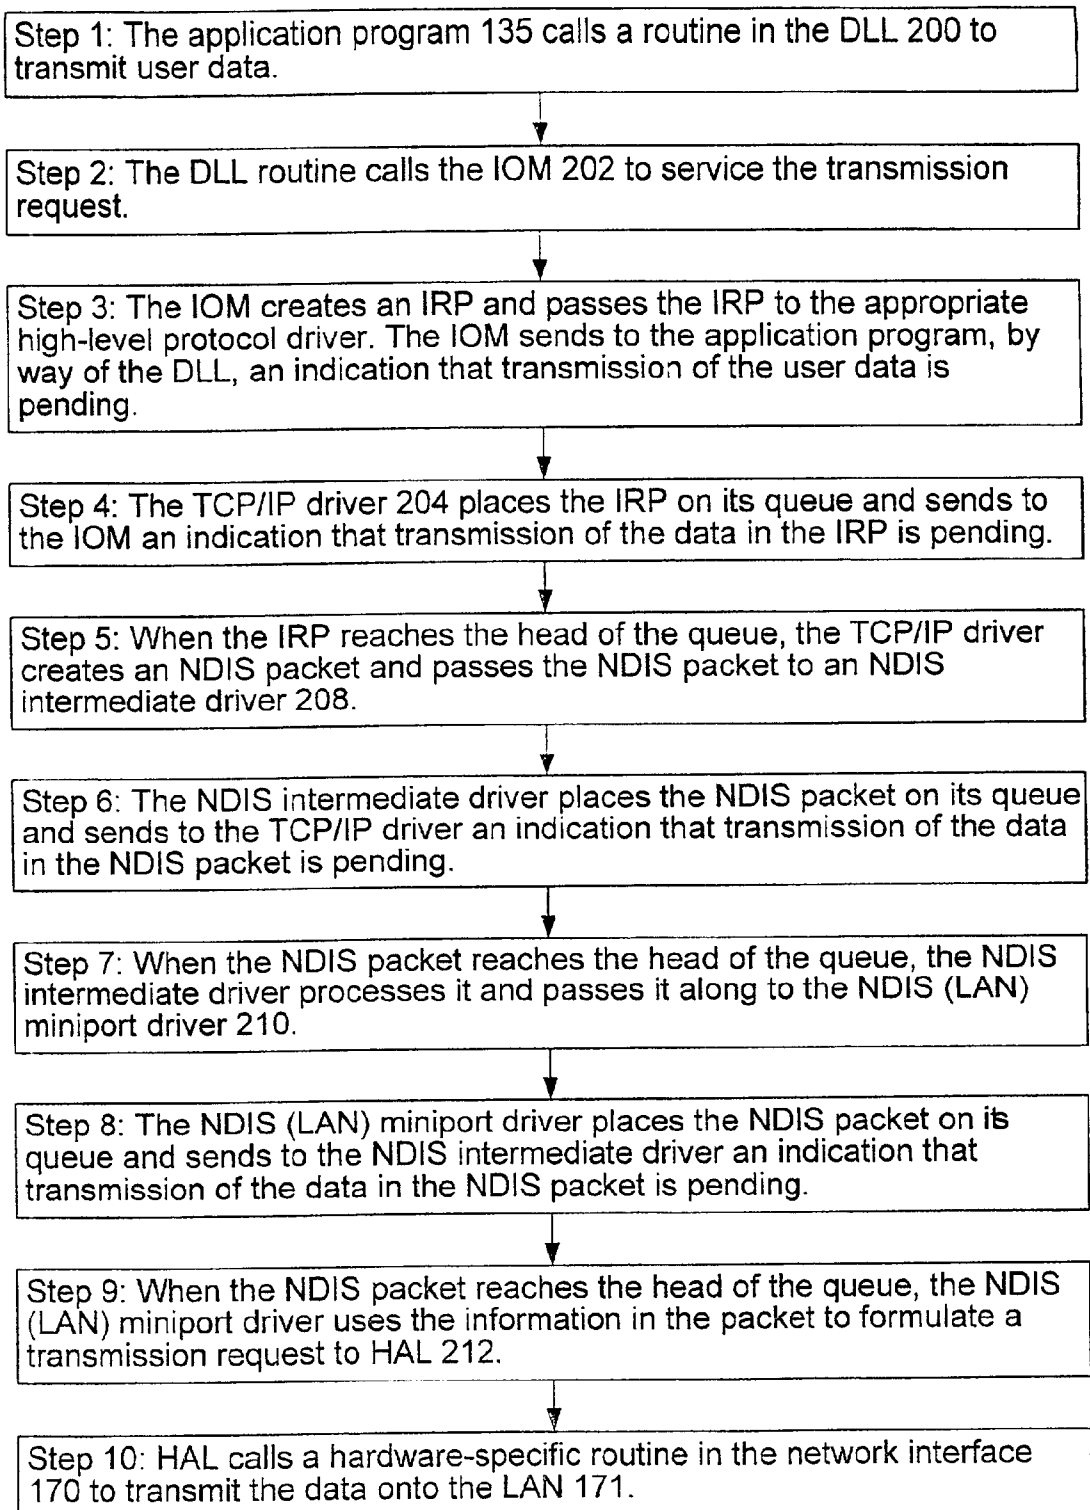 Step 1: The application program 135 calls a routine in the DLL 200 to
transmit user data.
Step 2: The DLL routine calls the IOM 202 to service the transmission
request.
Step 3: The IOM creates an IRP and passes the IRP to the appropriate
high-level protocol driver. The IOM sends to the application program, by
way of the DLL, an indication that transmission of the user data is
pending.
Step 4: The TCP/IP driver 204 places the IRP on its queue and sends to
the IOM an indication that transmission of the data in the IRP is pending.
Step 5: When the IRP reaches the head of the queue, the TCP/IP driver
creates an NDIS packet and passes the NDIS packet to an NDIS
intermediate driver 208.
Step 6: The NDIS intermediate driver places the NDIS packet on its queue
and sends to the TCP/IP driver an indication that transmission of the data
in the NDIS packet is pending.
Step 7: When the NDIS packet reaches the head of the queue, the NDIS
intermediate driver processes it and passes it along to the NDIS (LAN)
miniport driver 210.
Step 8: The NDIS (LAN) miniport driver places the NDIS packet on its
queue and sends to the NDIS intermediate driver an indication that
transmission of the data in the NDIS packet is pending.
Step 9: When the NDIS packet reaches the head of the queue, the NDIS
(LAN) miniport driver uses the information in the packet to formulate a
transmission request to HAL 212.
Step 10: HAL calls a hardware-specific routine in the network interface
170 to transmit the data onto the LAN 171.